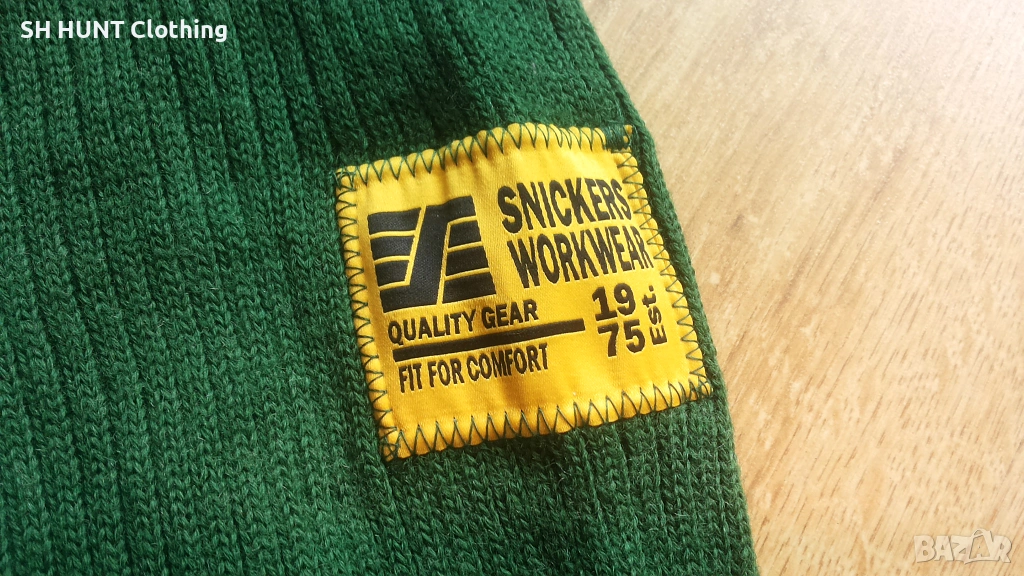 SH HUNT Clothing
SNICKERS
WORKWEAR
QUALITY GEAR
FIT FOR COMFORT
19
75
Est.
BAZAR